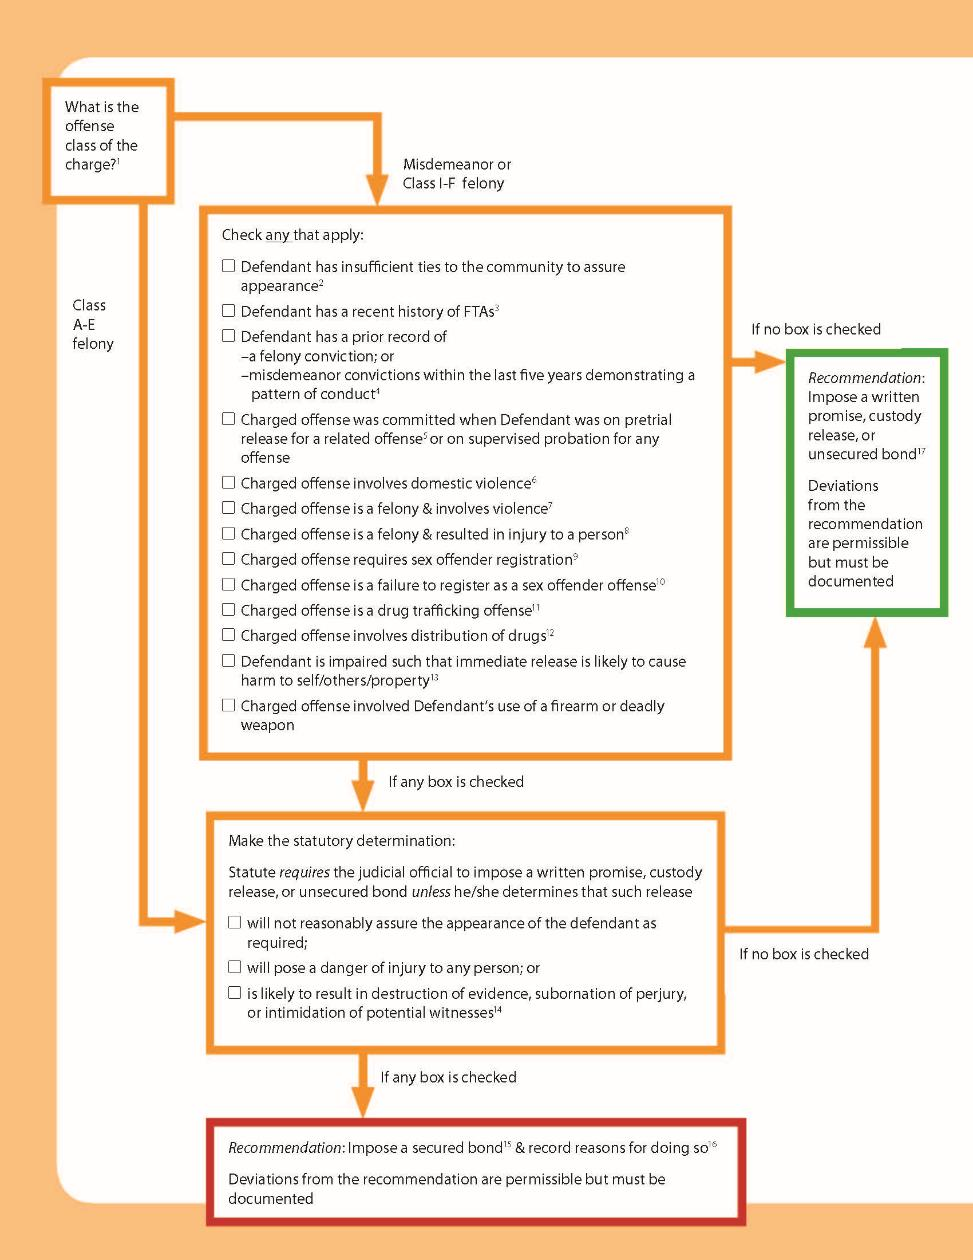 What is the
offense
class of the
charge?¹
Misdemeanor or
Class I-F felony
Class
A-E
felony
Check any that apply:
☐ Defendant has insufficient ties to the community to assure
appearance²
☐ Defendant has a recent history of FTAs³
☐ Defendant has a prior record of
–a felony conviction; or
–misdemeanor convictions within the last five years demonstrating a
pattern of conduct⁴
☐ Charged offense was committed when Defendant was on pretrial
release for a related offense⁵ or on supervised probation for any
offense
☐ Charged offense involves domestic violence⁶
☐ Charged offense is a felony & involves violence⁷
☐ Charged offense is a felony & resulted in injury to a person⁸
☐ Charged offense requires sex offender registration⁹
☐ Charged offense is a failure to register as a sex offender offense¹⁰
☐ Charged offense is a drug trafficking offense¹¹
☐ Charged offense involves distribution of drugs¹²
☐ Defendant is impaired such that immediate release is likely to cause
harm to self/others/property¹³
☐ Charged offense involved Defendant's use of a firearm or deadly
weapon
If no box is checked
Recommendation:
Impose a written
promise, custody
release, or
unsecured bond¹⁷
Deviations
from the
recommendation
are permissible
but must be
documented
If any box is checked
Make the statutory determination:
Statute requires the judicial official to impose a written promise, custody
release, or unsecured bond unless he/she determines that such release
☐ will not reasonably assure the appearance of the defendant as
required;
☐ will pose a danger of injury to any person; or
☐ is likely to result in destruction of evidence, subornation of perjury,
or intimidation of potential witnesses¹⁴
If no box is checked
If any box is checked
Recommendation: Impose a secured bond¹⁵ & record reasons for doing so¹⁶
Deviations from the recommendation are permissible but must be
documented